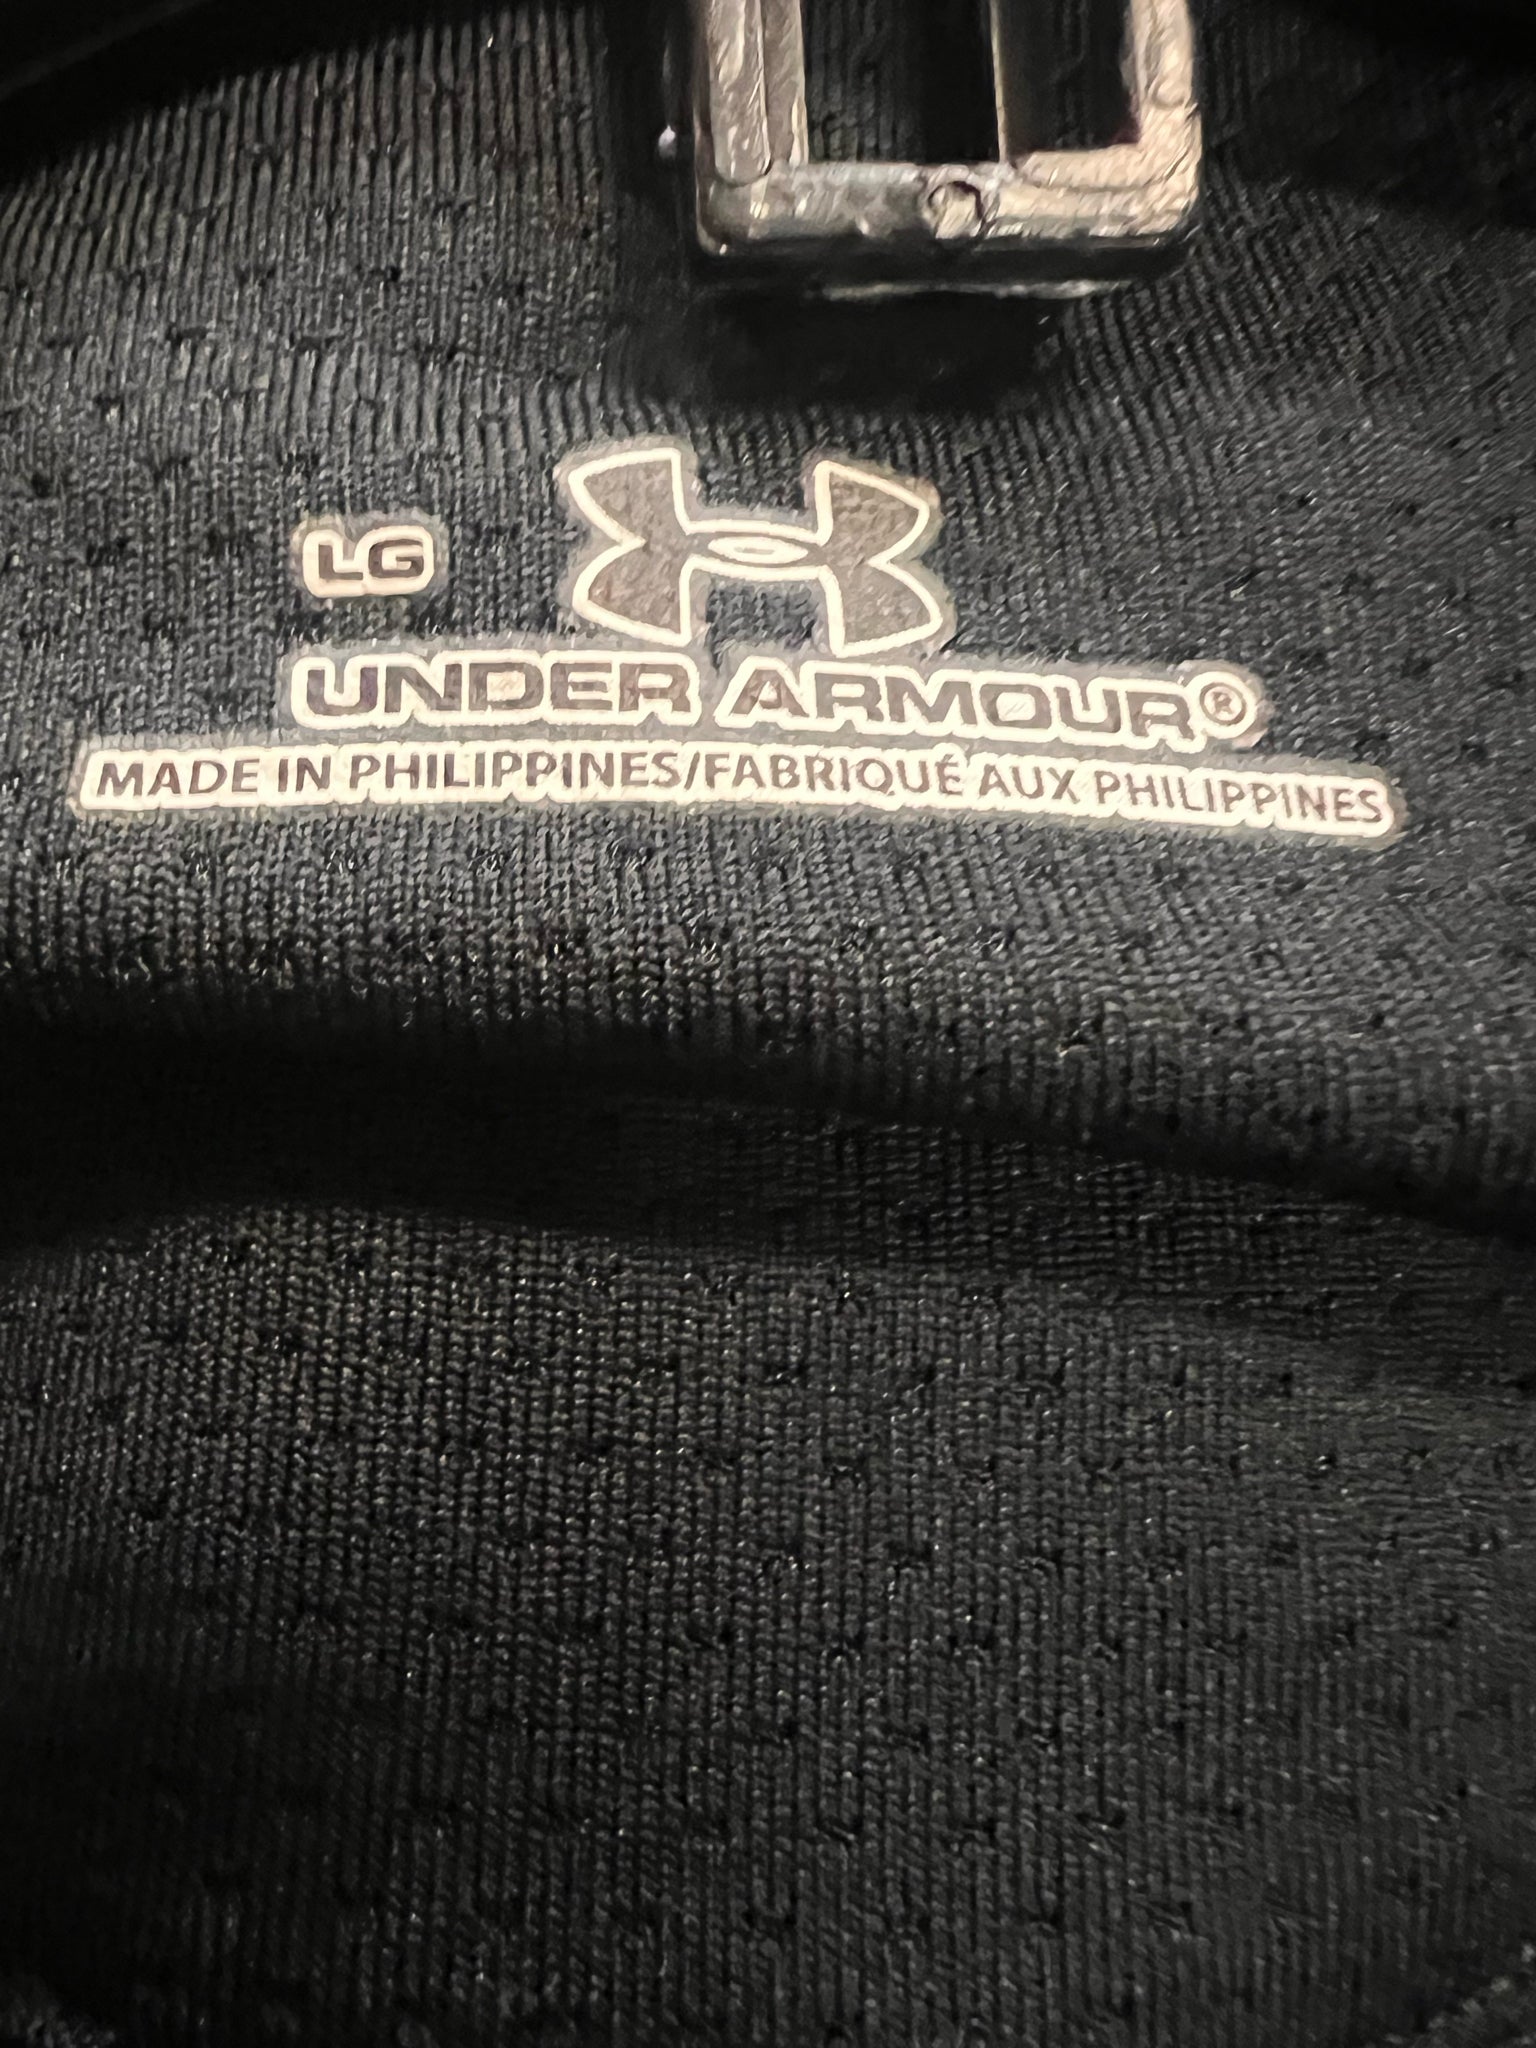 LG
UNDER ARMOUR®
MADE IN PHILIPPINES/FABRIQUÉ AUX PHILIPPINES